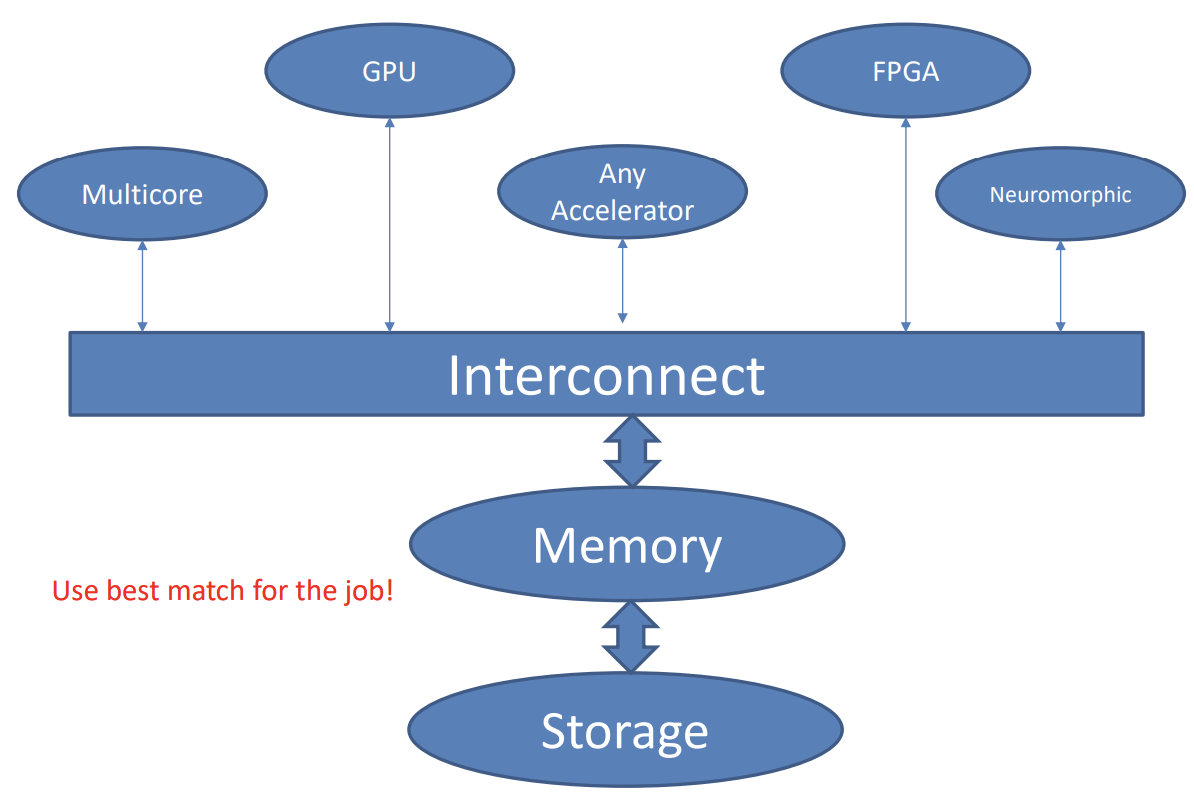 GPU
FPGA
Multicore
Any
Accelerator
Neuromorphic
Interconnect
Memory
Use best match for the job!
Storage